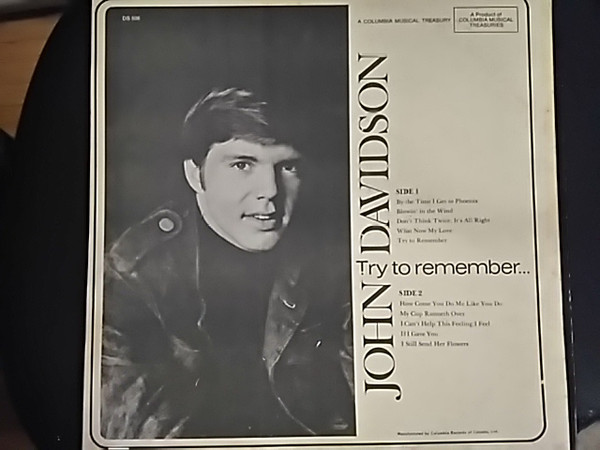 DS 508
A COLUMBIA MUSICAL TREASURY
A Product of
COLUMBIA MUSICAL
TREASURIES
JOHN DAVIDSON
SIDE 1
By the Time I Get to Phoenix
Blowin' in the Wind
Don't Think Twice, It's All Right
What Now My Love
Try to Remember
Try to remember...
SIDE 2
How Come You Do Me Like You Do
My Cup Runneth Over
I Can't Help This Feeling I Feel
If I Gave You
I Still Send Her Flowers
Manufactured by Columbia Records of Canada, Ltd.